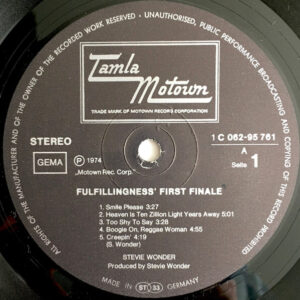 ALL RIGHTS OF THE MANUFACTURER AND OF THE OWNER OF THE RECORDED WORK RESERVED - UNAUTHORISED, PUBLIC PERFORMANCE BROADCASTING AND COPYING OF THIS RECORD PROHIBITED
Tamla
Motown
TRADE MARK OF MOTOWN RECORD CORPORATION
STEREO
1 C 062-95 761
GEMA
Ⓟ 1974
„Motown Rec. Corp."
A
Seite 1
FULFILLINGNESS' FIRST FINALE
1. Smile Please 3:27
2. Heaven Is Ten Zillion Light Years Away 5:01
3. Too Shy To Say 3:28
4. Boogie On, Reggae Woman 4:55
5. Creepin' 4:19
(S. Wonder)
STEVIE WONDER
Produced by Stevie Wonder
MADE IN ST 33 GERMANY